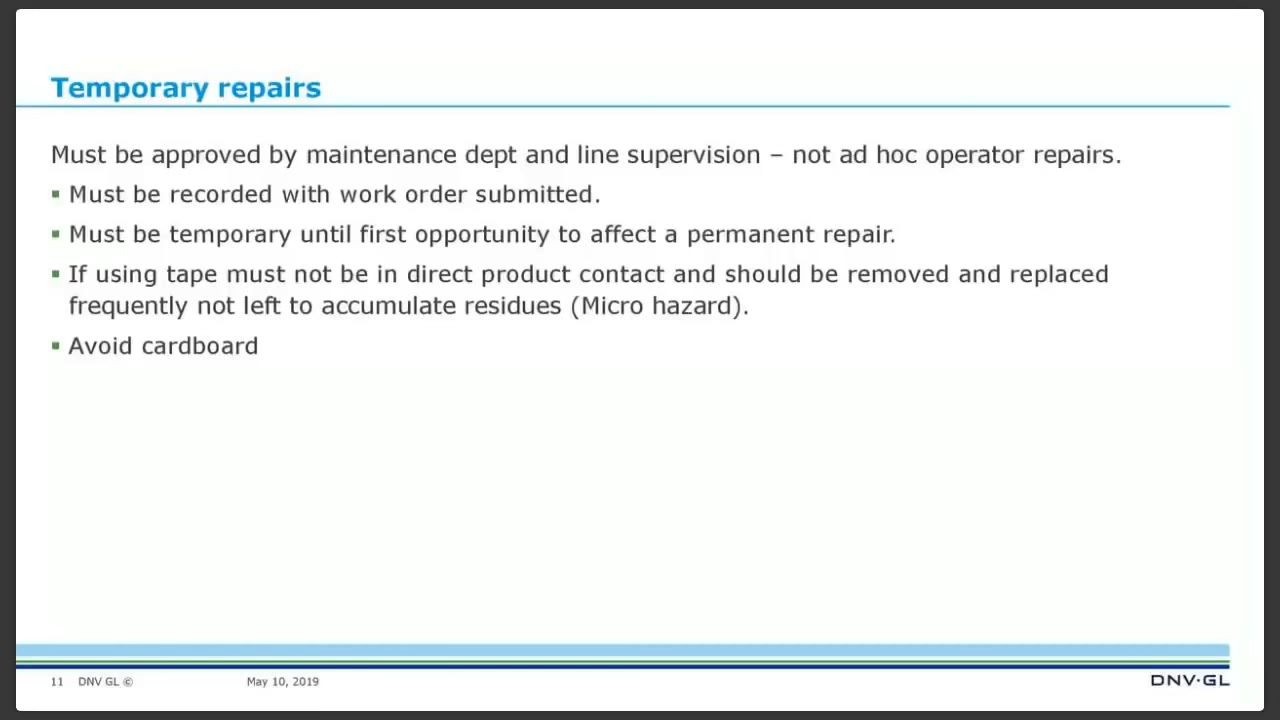 Temporary repairs
Must be approved by maintenance dept and line supervision – not ad hoc operator repairs.
▪ Must be recorded with work order submitted.
▪ Must be temporary until first opportunity to affect a permanent repair.
▪ If using tape must not be in direct product contact and should be removed and replaced
frequently not left to accumulate residues (Micro hazard).
▪ Avoid cardboard
11 DNV GL © May 10, 2019 DNV·GL